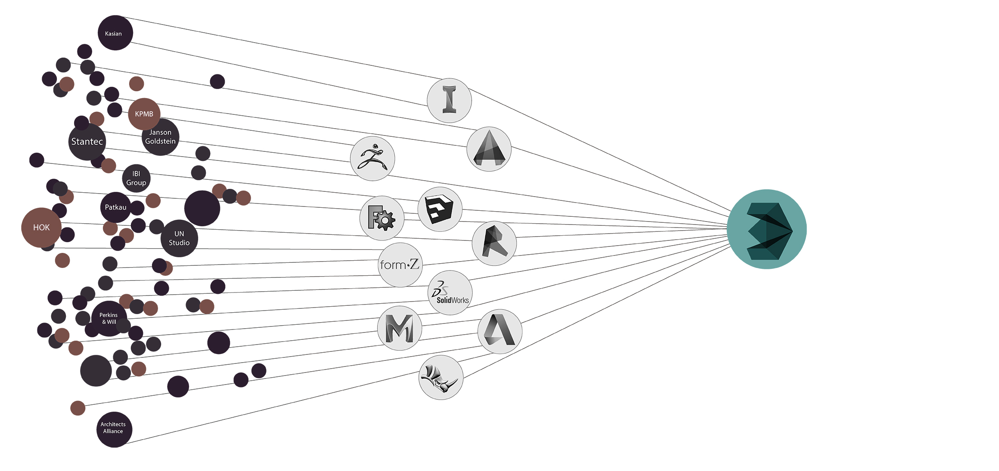 Kasian
KPMB
Janson
Goldstein
Stantec
IBI
Group
Patkau
HOK
UN
Studio
form·Z
SolidWorks
Perkins
& Will
Architects
Alliance